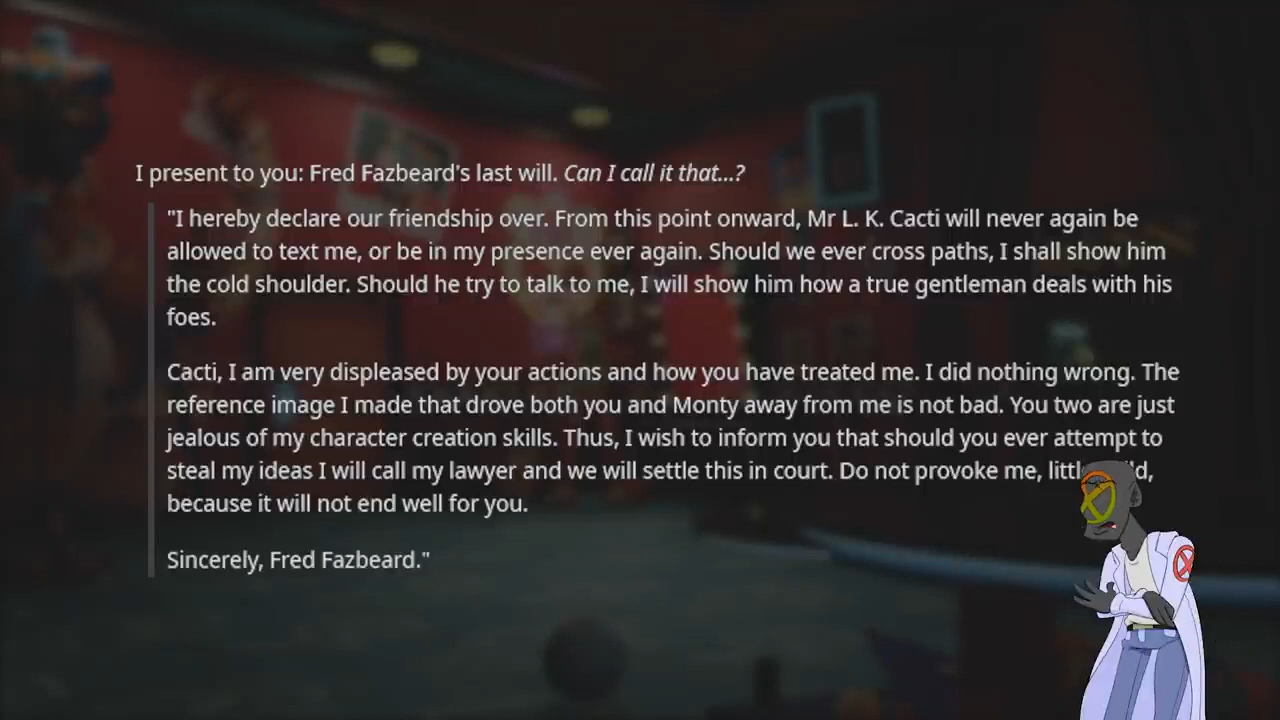 I present to you: Fred Fazbeard's last will. Can I call it that...?
"I hereby declare our friendship over. From this point onward, Mr L. K. Cacti will never again be
allowed to text me, or be in my presence ever again. Should we ever cross paths, I shall show him
the cold shoulder. Should he try to talk to me, I will show him how a true gentleman deals with his
foes.
Cacti, I am very displeased by your actions and how you have treated me. I did nothing wrong. The
reference image I made that drove both you and Monty away from me is not bad. You two are just
jealous of my character creation skills. Thus, I wish to inform you that should you ever attempt to
steal my ideas I will call my lawyer and we will settle this in court. Do not provoke me,
because it will not end well for you.
Sincerely, Fred Fazbeard."